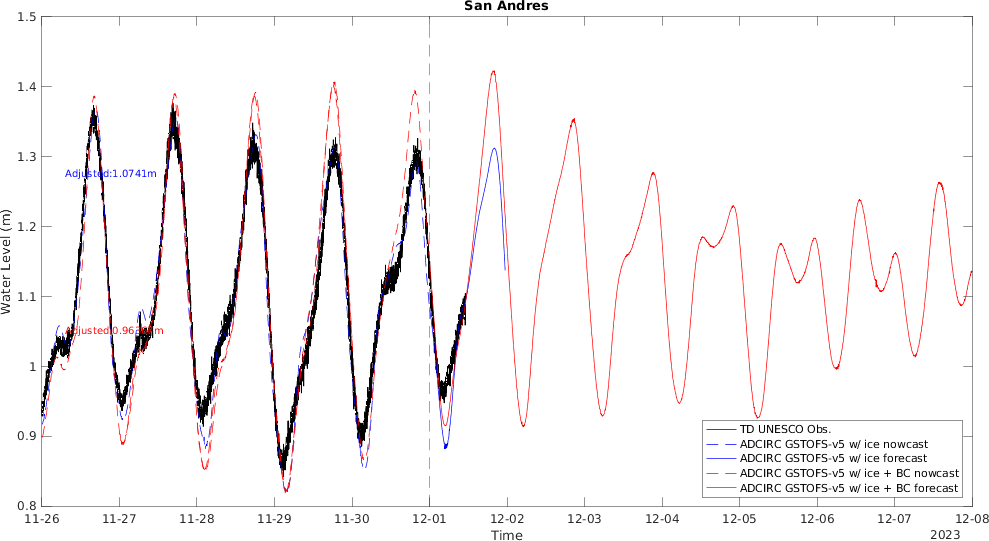 San Andres
Water Level (m)
1.5
1.4
1.3
1.2
1.1
1
0.9
0.8
Adjusted:1.0741m
11-26
11-27
11-28
11-29
11-30
12-01
12-02
12-03
12-04
12-05
12-06
12-07
12-08
Time
2023
TD UNESCO Obs.
ADCIRC GSTOFS-v5 w/ ice nowcast
ADCIRC GSTOFS-v5 w/ ice forecast
ADCIRC GSTOFS-v5 w/ ice + BC nowcast
ADCIRC GSTOFS-v5 w/ ice + BC forecast